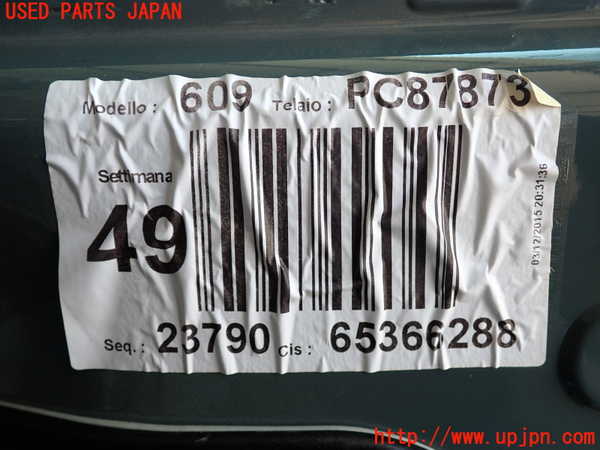 USED PARTS JAPAN
Modello : 609 Telaio : PC87873
Settimana
49
03/12/2015 20:31:36
Seq. : 23790 Cis : 65366288
http://www.upjpn.com/